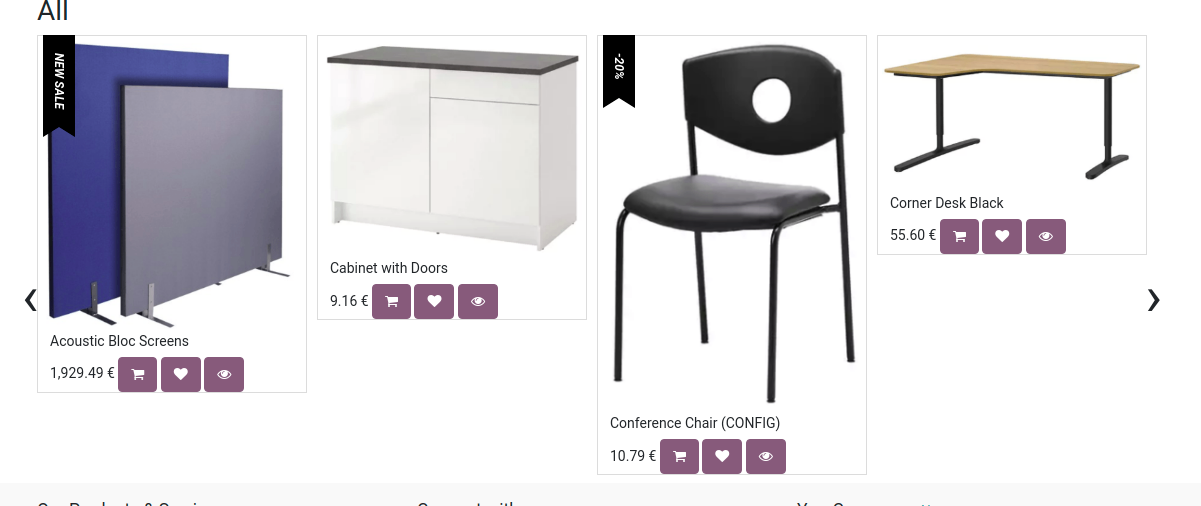 All
NEW SALE
Acoustic Bloc Screens
1,929.49 €
Cabinet with Doors
9.16 €
-20%
Conference Chair (CONFIG)
10.79 €
Corner Desk Black
55.60 €